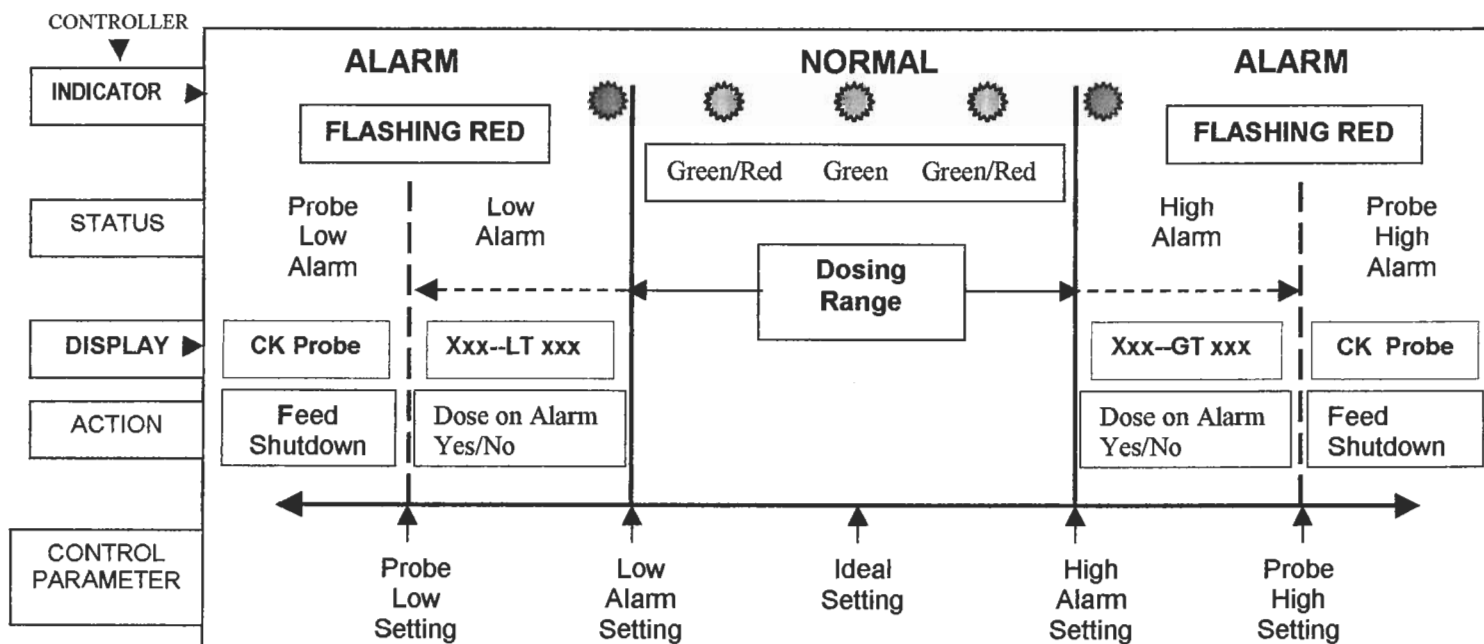 CONTROLLER
ALARM NORMAL ALARM
INDICATOR
FLASHING RED FLASHING RED
Green/Red Green Green/Red
STATUS
Probe
Low
Alarm
Low
Alarm
High
Alarm
Probe
High
Alarm
Dosing
Range
DISPLAY
CK Probe Xxx--LT xxx Xxx--GT xxx CK Probe
ACTION
Feed
Shutdown
Dose on Alarm
Yes/No
Dose on Alarm
Yes/No
Feed
Shutdown
CONTROL
PARAMETER
Probe
Low
Setting
Low
Alarm
Setting
Ideal
Setting
High
Alarm
Setting
Probe
High
Setting